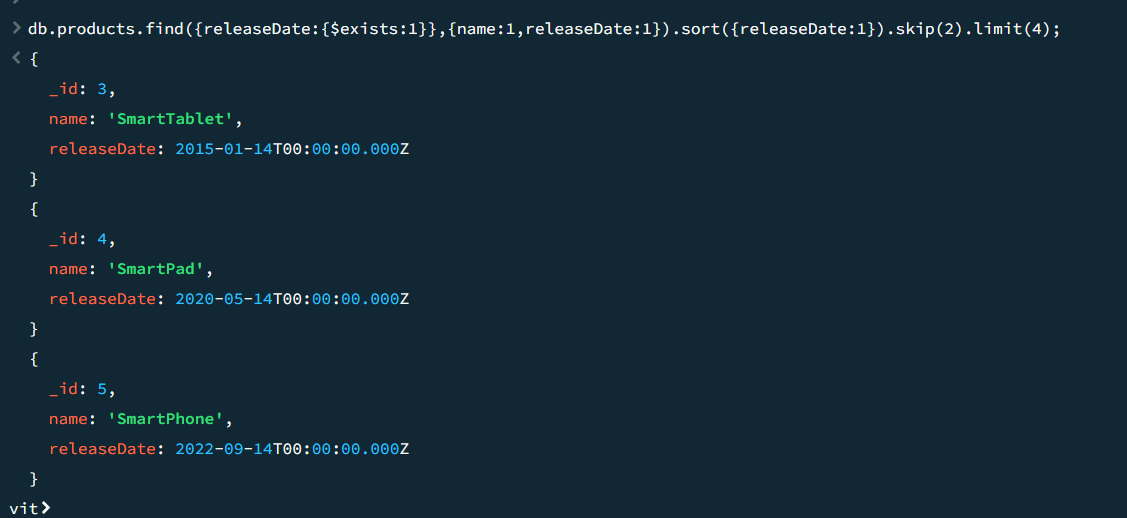 > db.products.find({releaseDate:{$exists:1}},{name:1,releaseDate:1}).sort({releaseDate:1}).skip(2).limit(4);
< {
_id: 3,
name: 'SmartTablet',
releaseDate: 2015-01-14T00:00:00.000Z
}
{
_id: 4,
name: 'SmartPad',
releaseDate: 2020-05-14T00:00:00.000Z
}
{
_id: 5,
name: 'SmartPhone',
releaseDate: 2022-09-14T00:00:00.000Z
}
vit>